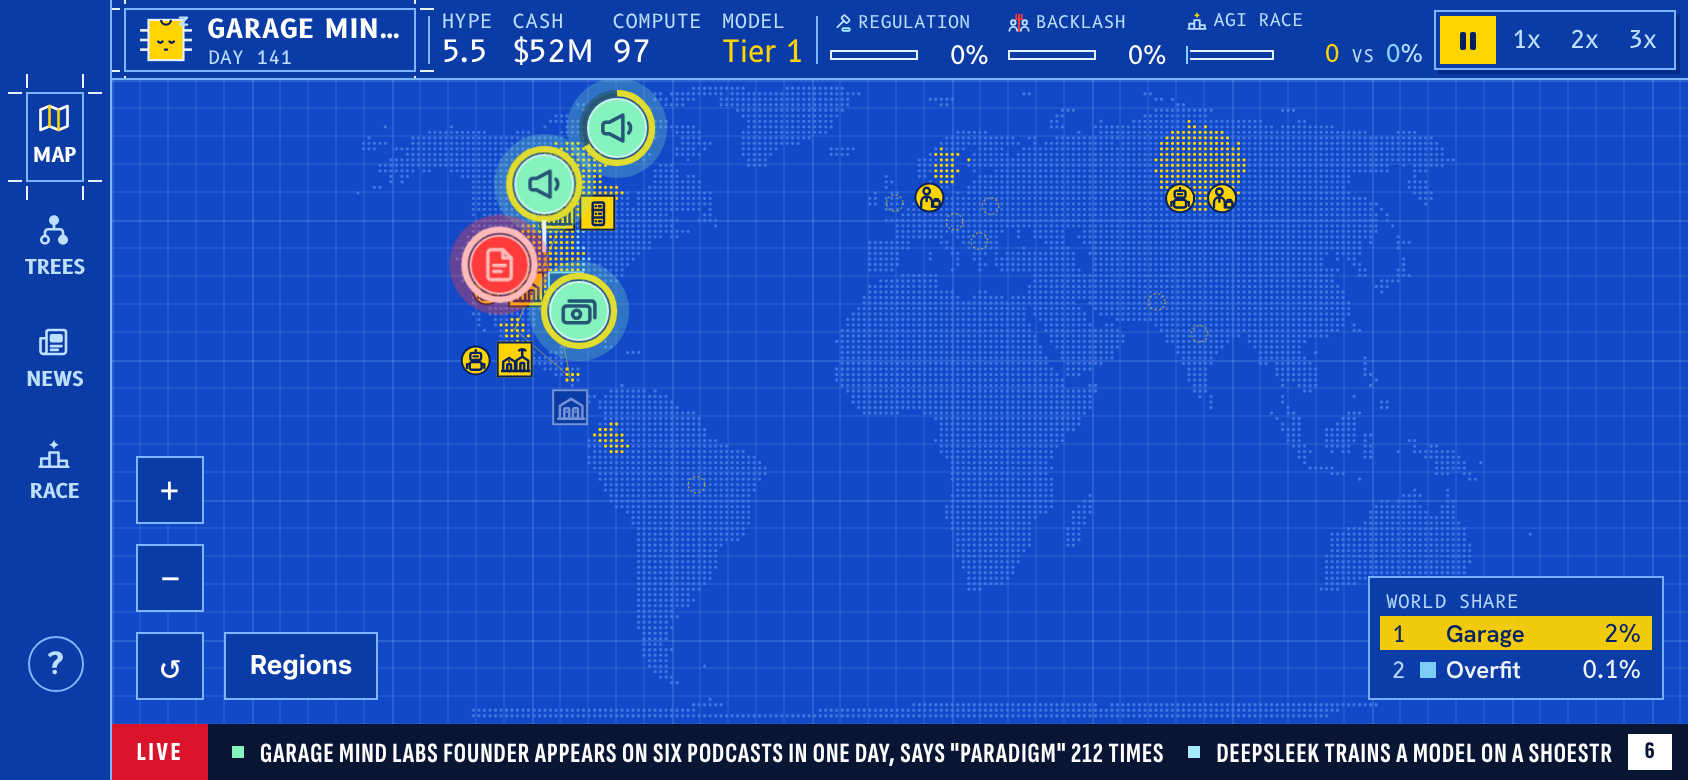 GARAGE MIN...
DAY 141
HYPE
5.5
CASH
$52M
COMPUTE
97
MODEL
Tier 1
REGULATION
0%
BACKLASH
0%
AGI RACE
0 VS 0%
1x
2x
3x
MAP
TREES
NEWS
RACE
?
+
−
↺
Regions
WORLD SHARE
1 Garage 2%
2 Overfit 0.1%
LIVE
GARAGE MIND LABS FOUNDER APPEARS ON SIX PODCASTS IN ONE DAY, SAYS "PARADIGM" 212 TIMES
DEEPSLEEK TRAINS A MODEL ON A SHOESTR
6